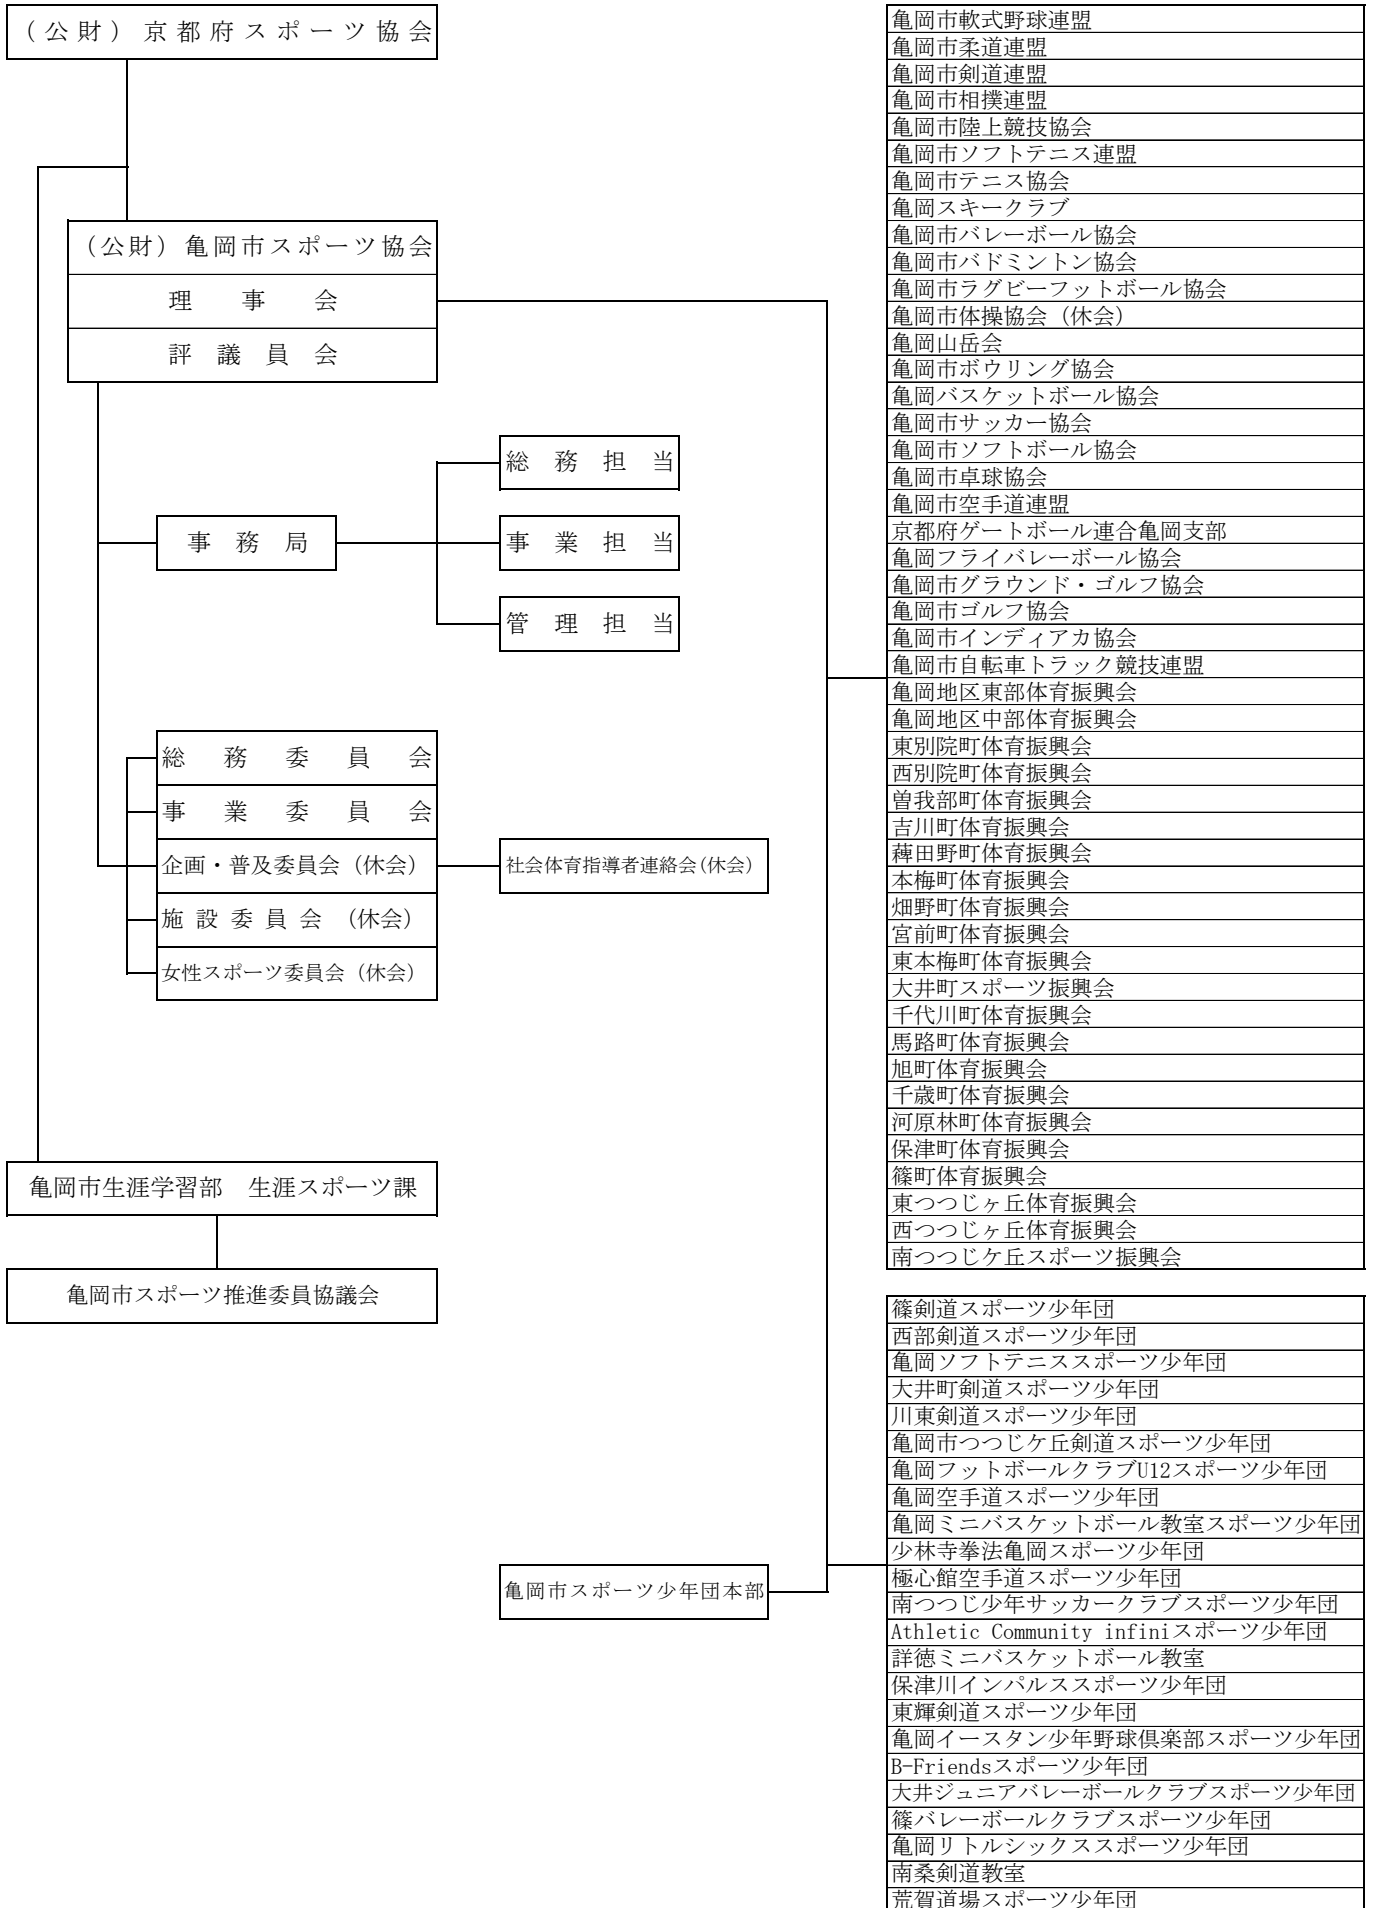 （公財）京都府スポーツ協会
（公財）亀岡市スポーツ協会
理事会
評議員会
総務担当
事務局
事業担当
管理担当
総務委員会
事業委員会
企画・普及委員会（休会）
社会体育指導者連絡会(休会）
施設委員会（休会）
女性スポーツ委員会（休会）
亀岡市生涯学習部　生涯スポーツ課
亀岡市スポーツ推進委員協議会
亀岡市スポーツ少年団本部
亀岡市軟式野球連盟
亀岡市柔道連盟
亀岡市剣道連盟
亀岡市相撲連盟
亀岡市陸上競技協会
亀岡市ソフトテニス連盟
亀岡市テニス協会
亀岡スキークラブ
亀岡市バレーボール協会
亀岡市バドミントン協会
亀岡市ラグビーフットボール協会
亀岡市体操協会（休会）
亀岡山岳会
亀岡市ボウリング協会
亀岡バスケットボール協会
亀岡市サッカー協会
亀岡市ソフトボール協会
亀岡市卓球協会
亀岡市空手道連盟
京都府ゲートボール連合亀岡支部
亀岡フライバレーボール協会
亀岡市グラウンド・ゴルフ協会
亀岡市ゴルフ協会
亀岡市インディアカ協会
亀岡市自転車トラック競技連盟
亀岡地区東部体育振興会
亀岡地区中部体育振興会
東別院町体育振興会
西別院町体育振興会
曽我部町体育振興会
吉川町体育振興会
薭田野町体育振興会
本梅町体育振興会
畑野町体育振興会
宮前町体育振興会
東本梅町体育振興会
大井町スポーツ振興会
千代川町体育振興会
馬路町体育振興会
旭町体育振興会
千歳町体育振興会
河原林町体育振興会
保津町体育振興会
篠町体育振興会
東つつじヶ丘体育振興会
西つつじヶ丘体育振興会
南つつじケ丘スポーツ振興会
篠剣道スポーツ少年団
西部剣道スポーツ少年団
亀岡ソフトテニススポーツ少年団
大井町剣道スポーツ少年団
川東剣道スポーツ少年団
亀岡市つつじケ丘剣道スポーツ少年団
亀岡フットボールクラブU12スポーツ少年団
亀岡空手道スポーツ少年団
亀岡ミニバスケットボール教室スポーツ少年団
少林寺拳法亀岡スポーツ少年団
極心館空手道スポーツ少年団
南つつじ少年サッカークラブスポーツ少年団
Athletic Community infiniスポーツ少年団
詳徳ミニバスケットボール教室
保津川インパルススポーツ少年団
東輝剣道スポーツ少年団
亀岡イースタン少年野球倶楽部スポーツ少年団
B-Friendsスポーツ少年団
大井ジュニアバレーボールクラブスポーツ少年団
篠バレーボールクラブスポーツ少年団
亀岡リトルシックススポーツ少年団
南桑剣道教室
荒賀道場スポーツ少年団